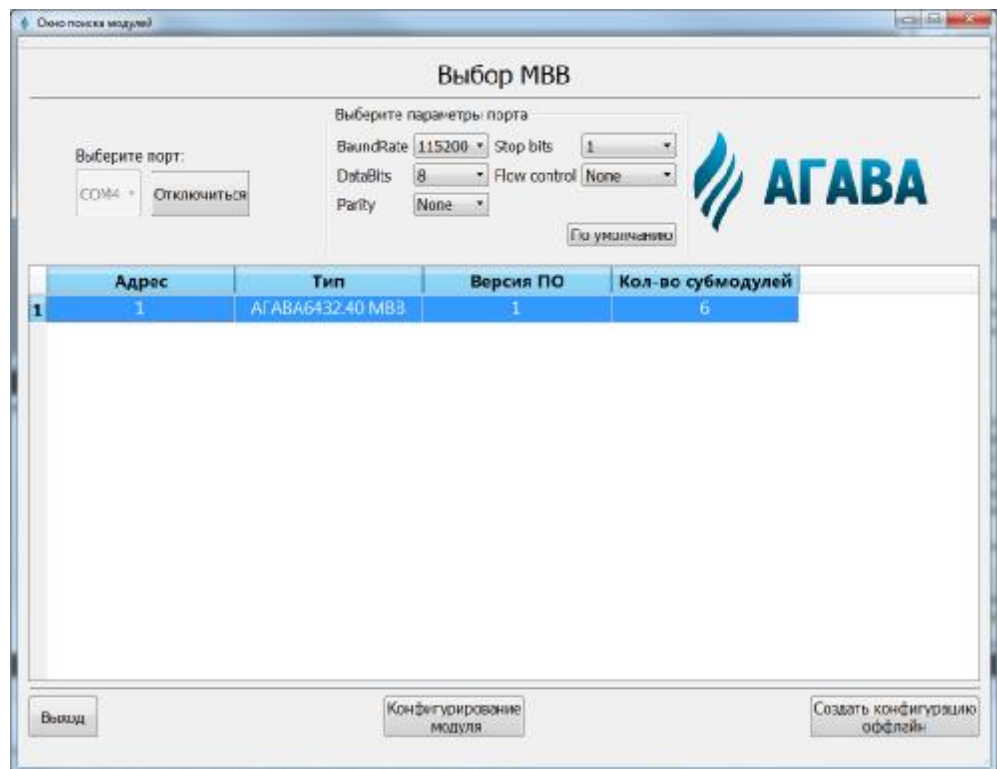 Окно поиска модулей
Выбор МВВ
Выберите параметры порта
Выберите порт:
COM4 Отключиться
BaundRate 115200 Stop bits 1
DataBits 8 Flow control None
Parity None
По умолчанию
АГАВА
Адрес Тип Версия ПО Кол-во субмодулей
1 1 АГАВА6432.40 МВВ 1 6
Выход
Конфигурирование
модуля
Создать конфигурацию
оффлайн